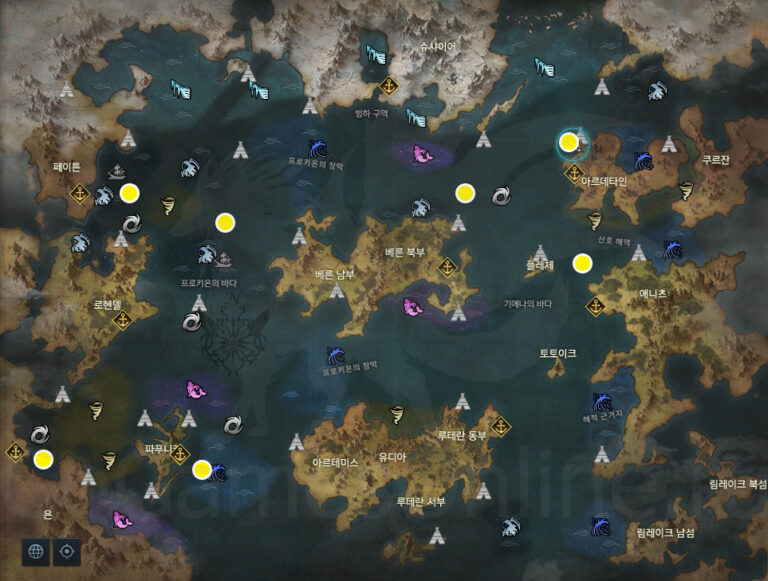 슈샤이어
빙하 구역
프로키온의 장막
페이튼
쿠르잔
아르데타인
산호 해역
베른 북부
플레체
베른 남부
프로키온의 바다
애니츠
로헨델
기에나의 바다
토토이크
프로키온의 장막
해적 근거지
루테란 동부
파푸니카
유디아
아르테미스
림레이크 북섬
루테란 서부
욘
림레이크 남섬